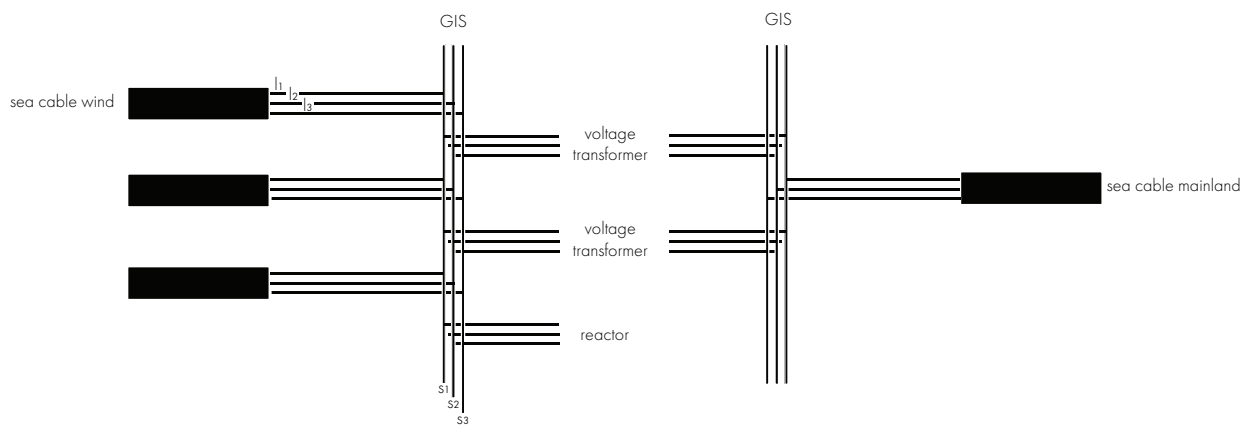 GIS
GIS
sea cable wind
l1
l2
l3
voltage
transformer
sea cable mainland
voltage
transformer
reactor
S1
S2
S3